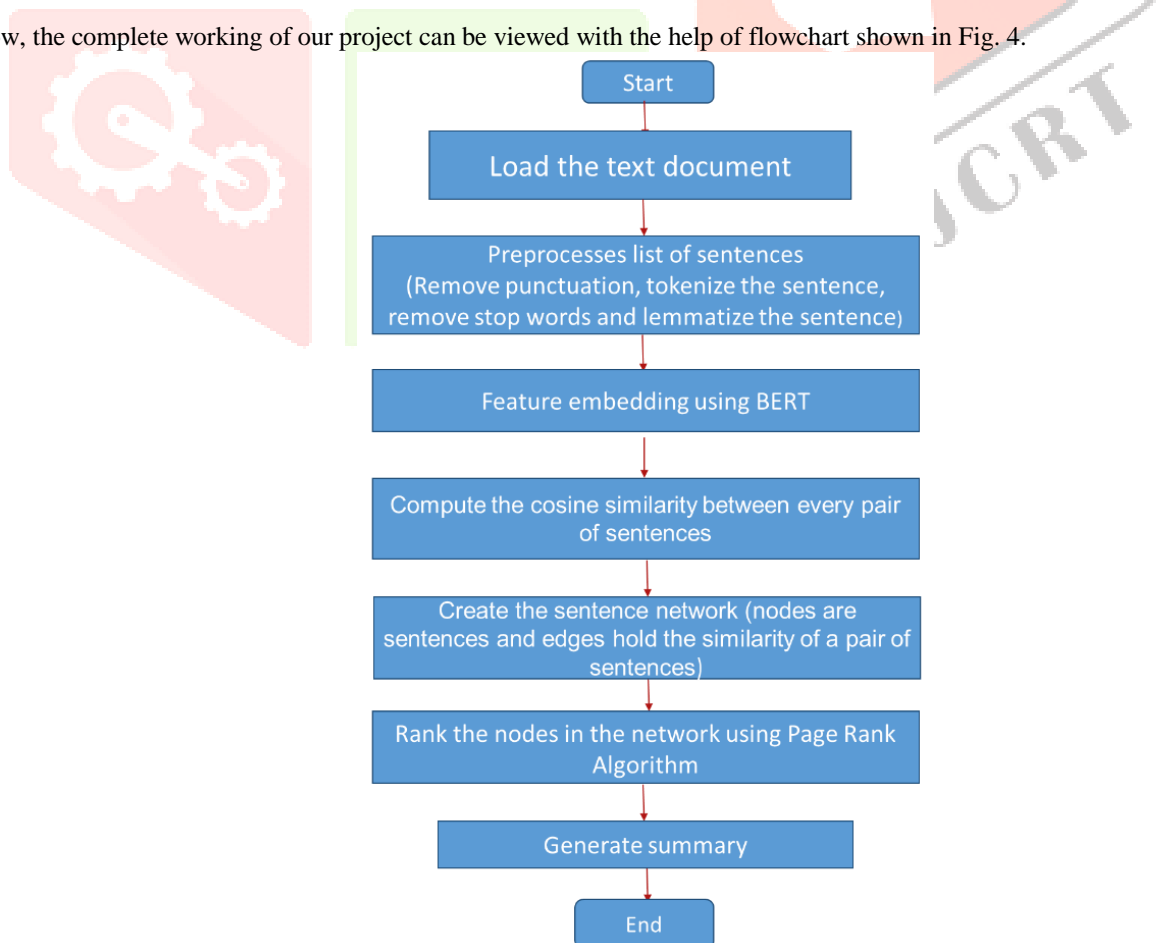 w, the complete working of our project can be viewed with the help of flowchart shown in Fig. 4.
Start
Load the text document
Preprocesses list of sentences
(Remove punctuation, tokenize the sentence,
remove stop words and lemmatize the sentence)
Feature embedding using BERT
Compute the cosine similarity between every pair
of sentences
Create the sentence network (nodes are
sentences and edges hold the similarity of a pair of
sentences)
Rank the nodes in the network using Page Rank
Algorithm
Generate summary
End
JCRT